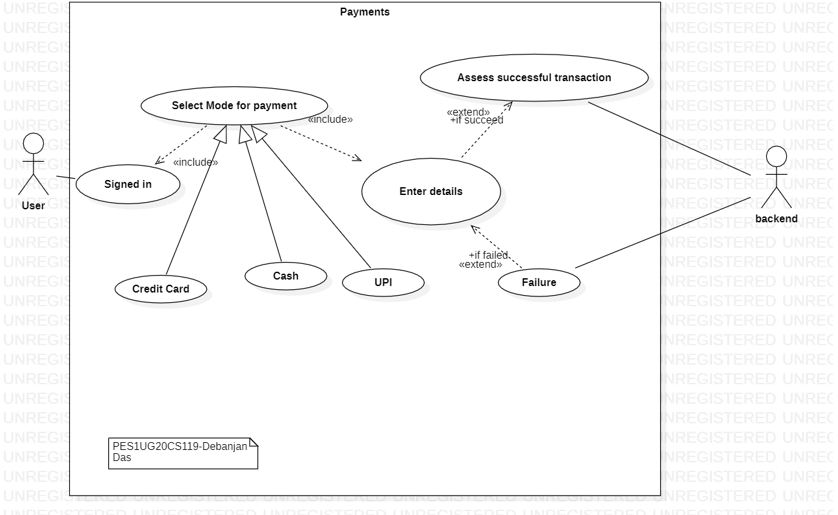 Payments
Assess successful transaction
Select Mode for payment
«extend»
+if succeed
«include»
«include»
User
Signed in
Enter details
backend
+if failed
«extend»
Credit Card
Cash
UPI
Failure
PES1UG20CS119-Debanjan
Das
UNREGISTERED